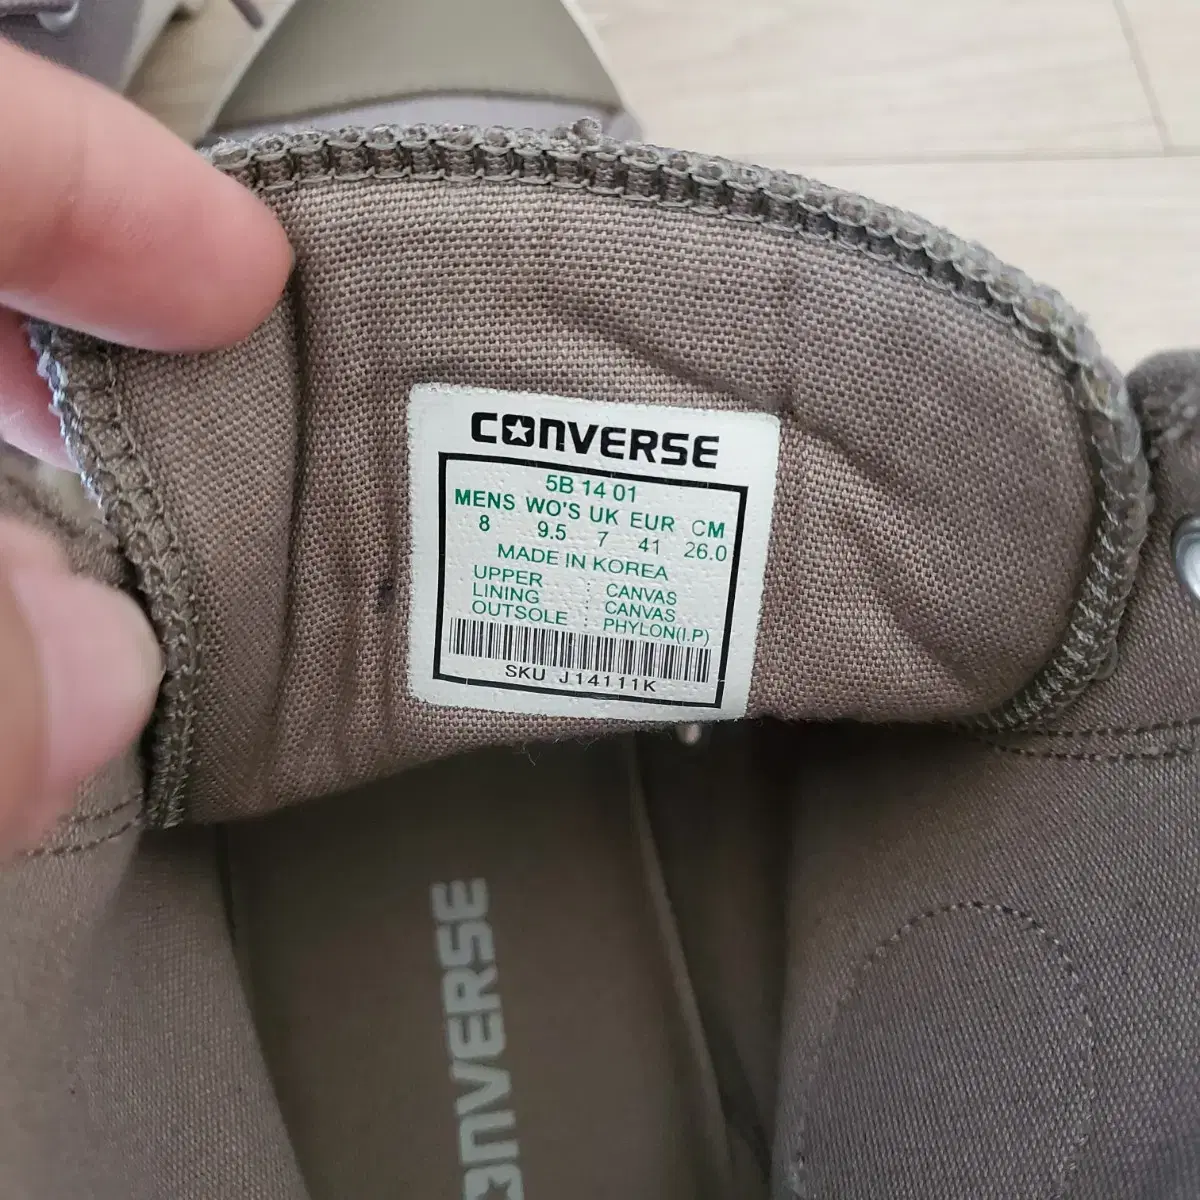 CONVERSE
5B 14 01
MENS WO'S UK EUR CM
8 9.5 7 41 26.0
MADE IN KOREA
UPPER : CANVAS
LINING : CANVAS
OUTSOLE : PHYLON(I.P)
SKU J14111K
CONVERSE